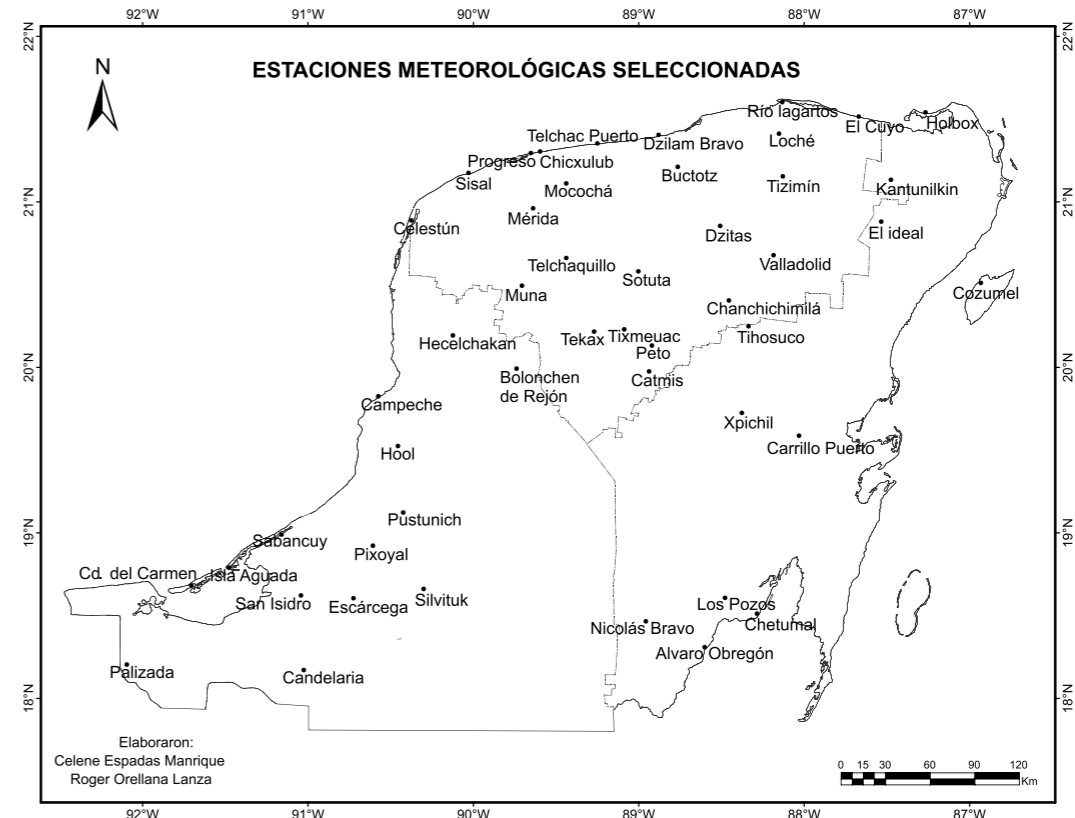 92°W 91°W 90°W 89°W 88°W 87°W
22°N 22°N
N
ESTACIONES METEOROLÓGICAS SELECCIONADAS
Río lagartos
El Cuyo
Holbox
Telchac Puerto
Dzilam Bravo
Loché
Progreso Chicxulub
Sisal
Mocochá
Buctotz
Tizimín
Kantunilkin
21°N 21°N
Mérida
Celestún
Dzitas
El ideal
Telchaquillo
Sotuta
Valladolid
Muna
Cozumel
Chanchichimilá
Hecelchakan
Tekax
Tixmeuac
Tihosuco
Peto
20°N 20°N
Bolonchen
de Rejón
Catmis
Campeche
Xpichil
Carrillo Puerto
Hool
Pustunich
19°N 19°N
Sabancuy
Pixoyal
Cd. del Carmen
Isla Aguada
San Isidro
Escárcega
Silvituk
Los Pozos
Nicolás Bravo
Chetumal
Alvaro Obregón
Palizada
Candelaria
18°N 18°N
Elaboraron:
Celene Espadas Manrique
Roger Orellana Lanza
0 15 30 60 90 120
Km
92°W 91°W 90°W 89°W 88°W 87°W